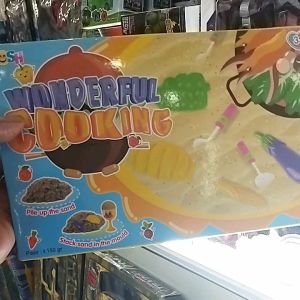 WONDERFUL
COOKING
Pile up the sand
Stack sand in the mould